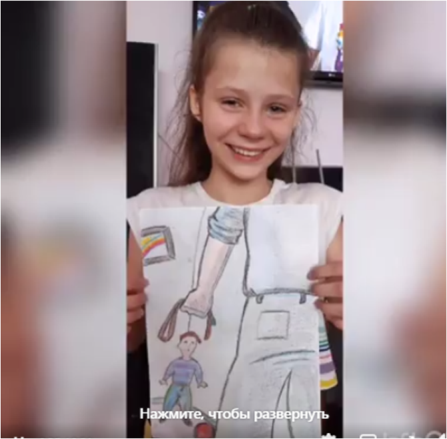 Нажмите, чтобы развернуть